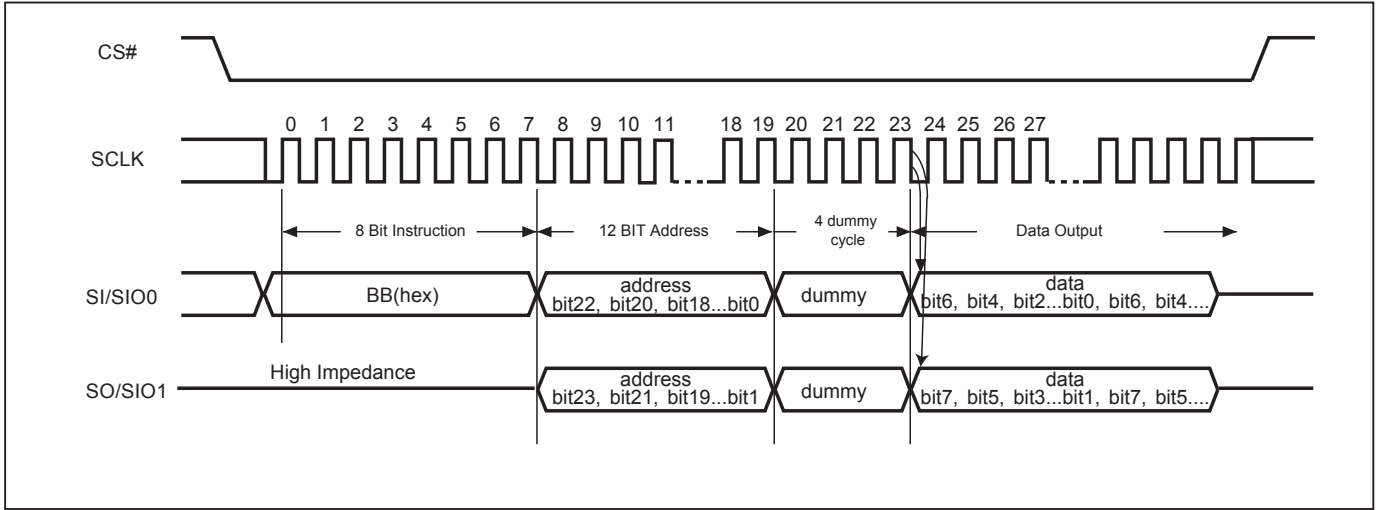 CS#
0 1 2 3 4 5 6 7 8 9 10 11 18 19 20 21 22 23 24 25 26 27
SCLK
8 Bit Instruction
12 BIT Address
4 dummy
cycle
Data Output
SI/SIO0
BB(hex)
address
bit22, bit20, bit18...bit0
dummy
data
bit6, bit4, bit2...bit0, bit6, bit4....
SO/SIO1
High Impedance
address
bit23, bit21, bit19...bit1
dummy
data
bit7, bit5, bit3...bit1, bit7, bit5....